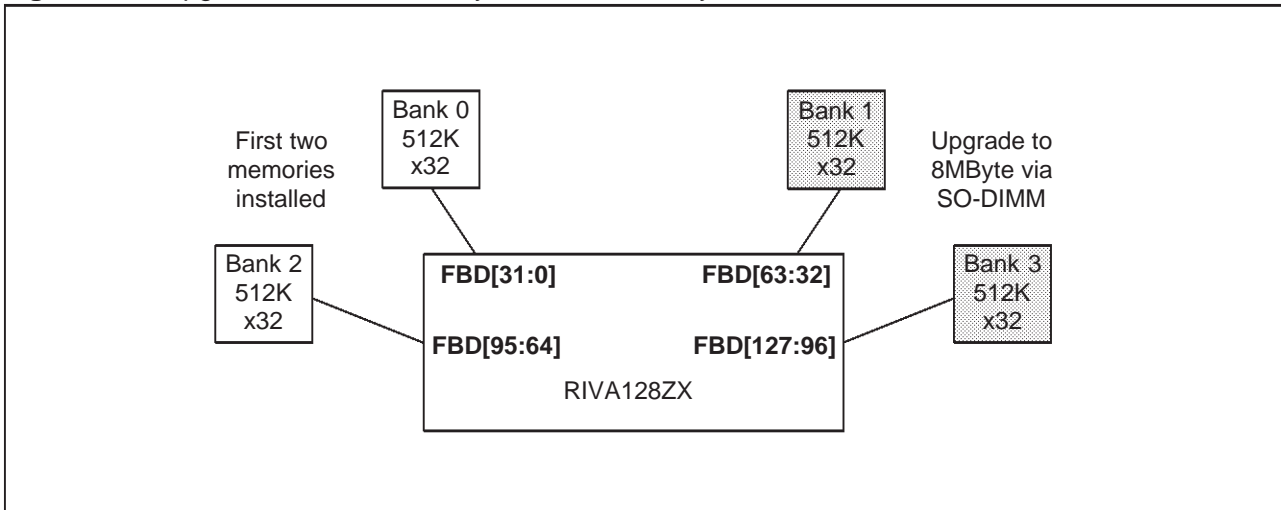 First two
memories
installed
Bank 0
512K
x32
Bank 1
512K
x32
Upgrade to
8MByte via
SO-DIMM
Bank 2
512K
x32
FBD[31:0]
FBD[63:32]
Bank 3
512K
x32
FBD[95:64]
FBD[127:96]
RIVA128ZX